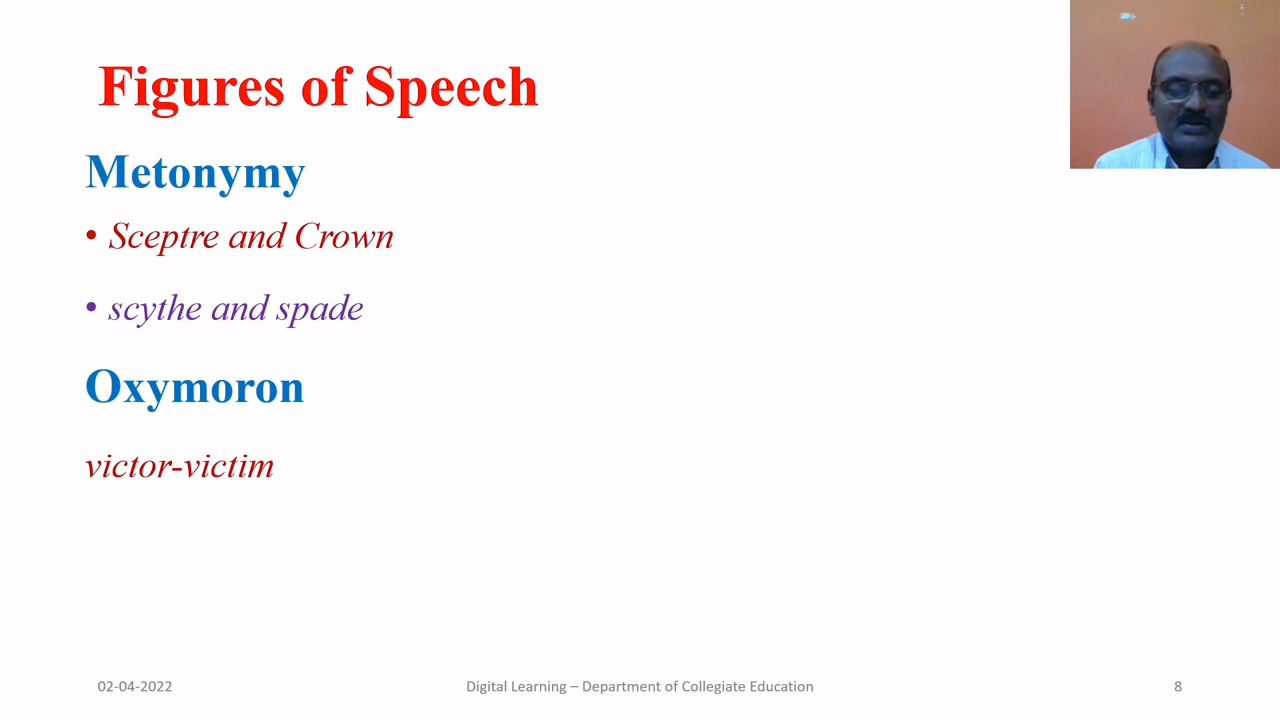 Figures of Speech
Metonymy
• Sceptre and Crown
• scythe and spade
Oxymoron
victor-victim
02-04-2022
Digital Learning – Department of Collegiate Education
8